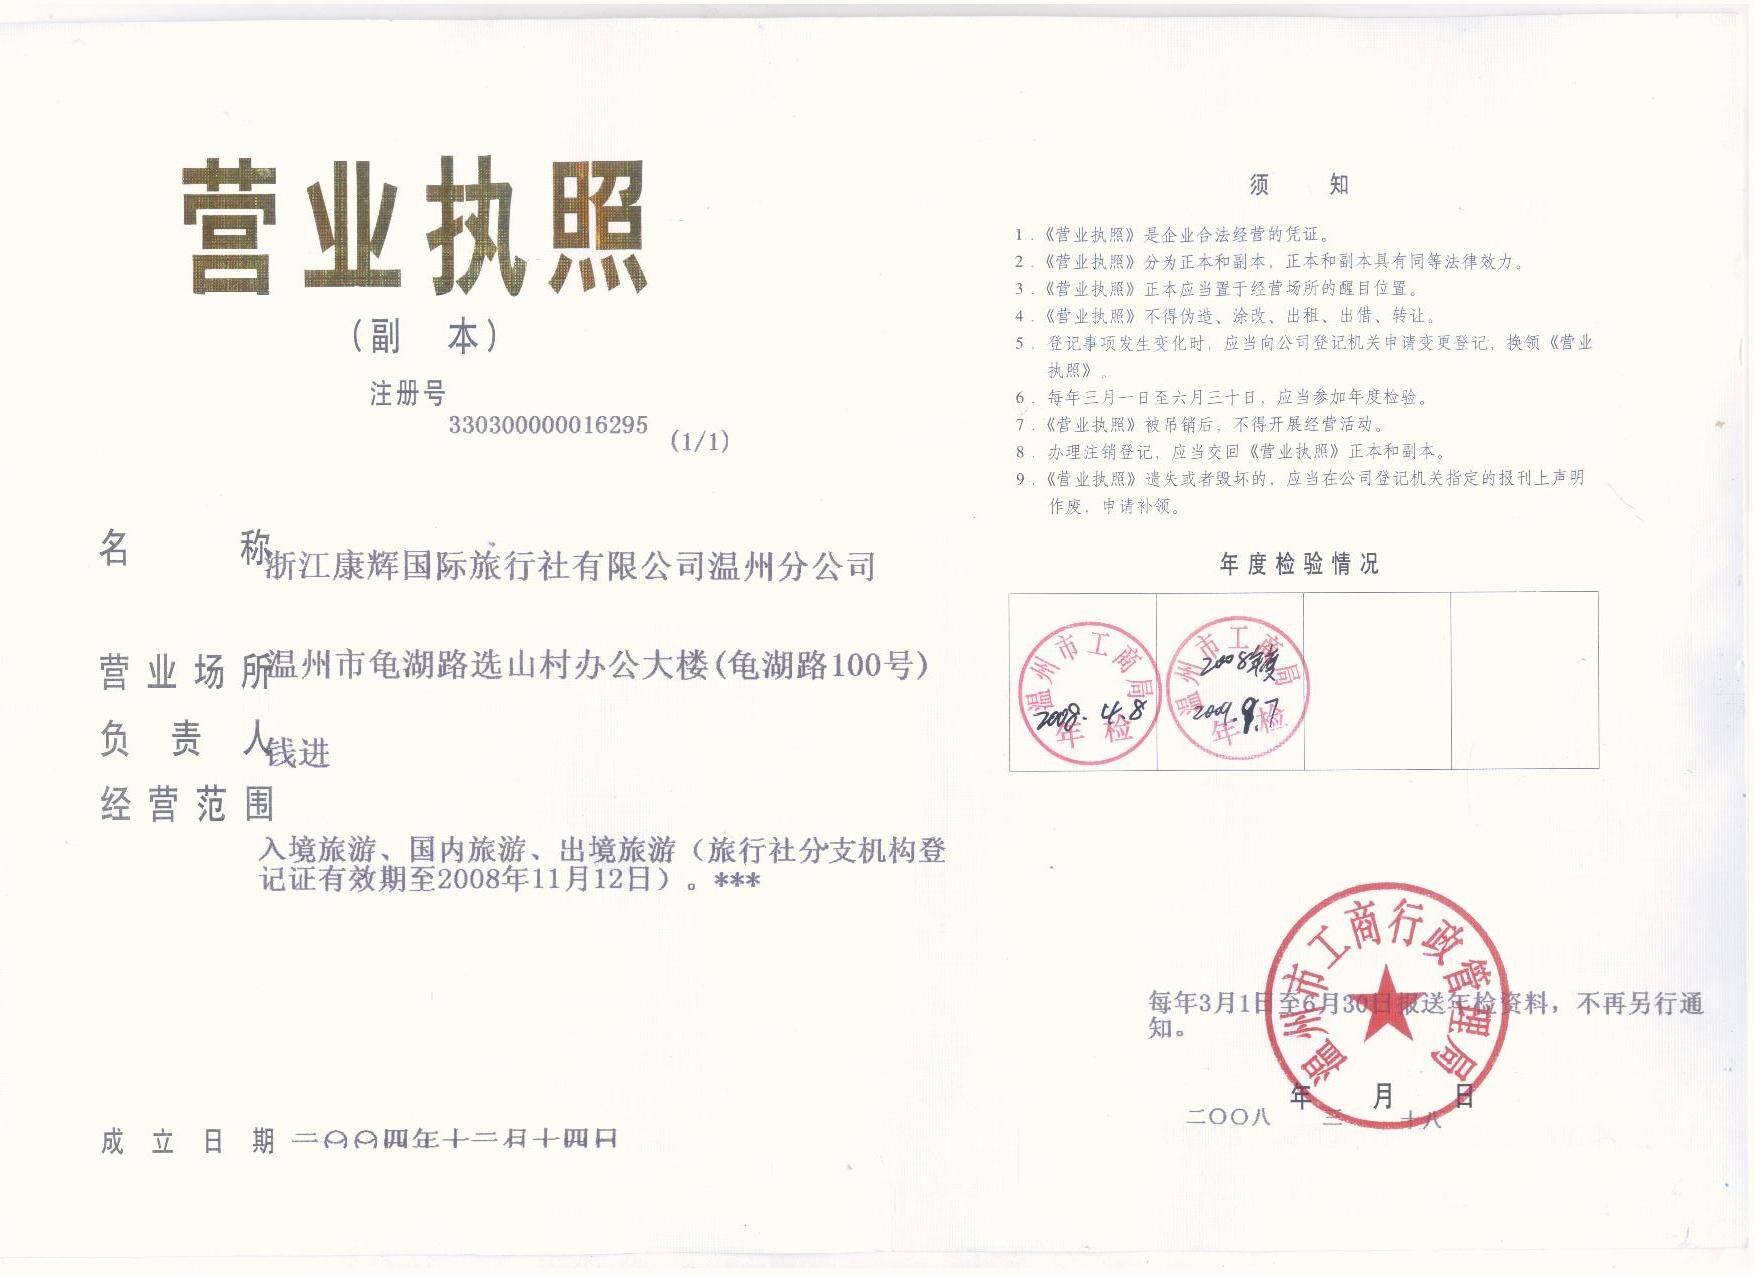 营业执照
（副 本）
注册号
330300000016295
(1/1)
名 称
浙江康辉国际旅行社有限公司温州分公司
营业场所
温州市龟湖路选山村办公大楼(龟湖路100号)
负责人
钱进
经营范围
入境旅游、国内旅游、出境旅游（旅行社分支机构登
记证有效期至2008年11月12日）。***
成立日期 二〇〇四年十二月十四日
须 知
1．《营业执照》是企业合法经营的凭证。
2．《营业执照》分为正本和副本，正本和副本具有同等法律效力。
3．《营业执照》正本应当置于经营场所的醒目位置。
4．《营业执照》不得伪造、涂改、出租、出借、转让。
5．登记事项发生变化时，应当向公司登记机关申请变更登记，换领《营业
执照》。
6．每年三月一日至六月三十日，应当参加年度检验。
7．《营业执照》被吊销后，不得开展经营活动。
8．办理注销登记，应当交回《营业执照》正本和副本。
9．《营业执照》遗失或者毁坏的，应当在公司登记机关指定的报刊上声明
作废，申请补领。
年度检验情况
温州市工商局
2008.4.8
年检
温州市工商局
2008
2009.9.7
年检
温州市工商行政管理局
每年3月1日至6月30日报送年检资料，不再另行通
知。
年 月 日
二〇〇八 三 十八